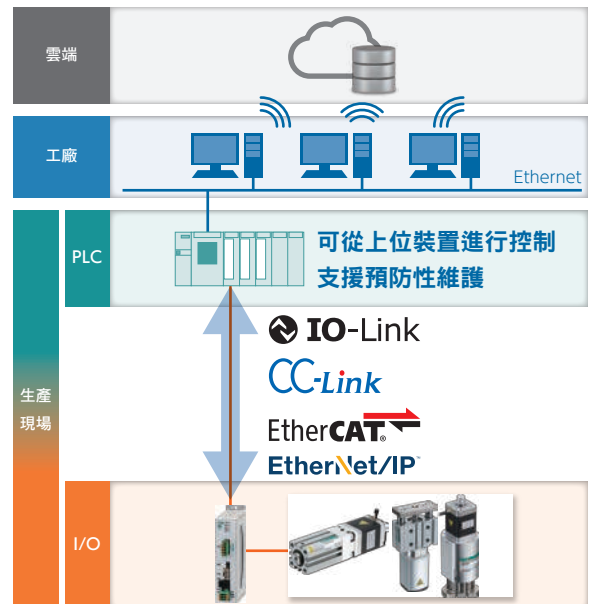 雲端
工廠
Ethernet
PLC
可從上位裝置進行控制
支援預防性維護
IO-Link
CC-Link
生產
現場
EtherCAT®
EtherNet/IP™
I/O